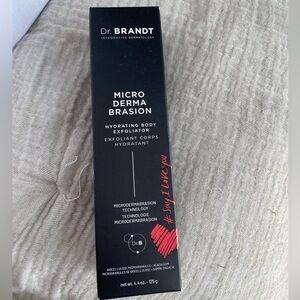 Dr. BRANDT
INTEGRATIVE DERMATOLOGY
MICRO
DERMA
BRASION
HYDRATING BODY
EXFOLIATOR
EXFOLIANT CORPS
HYDRATANT
MICRODERMABRASION
TECHNOLOGY
TECHNOLOGIE
MICRODERMABRASION
Dr.B
#Say I Love you
net. wt. 4.4 oz. - 125 g